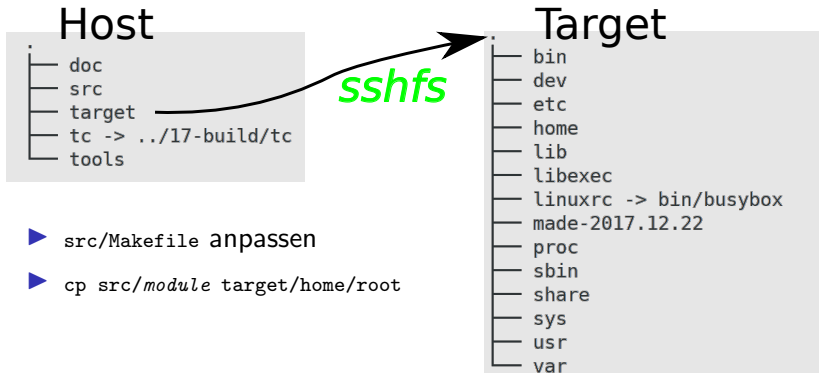 Host
.
├── doc
├── src
├── target
├── tc -> ../17-build/tc
└── tools
sshfs
Target
.
├── bin
├── dev
├── etc
├── home
├── lib
├── libexec
├── linuxrc -> bin/busybox
├── made-2017.12.22
├── proc
├── sbin
├── share
├── sys
├── usr
└── var
▶ src/Makefile anpassen
▶ cp src/module target/home/root